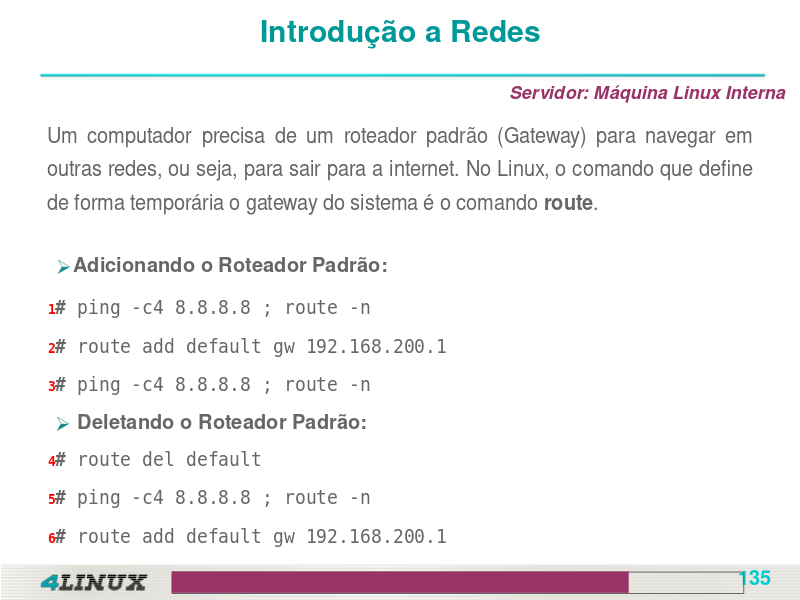 Introdução a Redes
Servidor: Máquina Linux Interna
Um computador precisa de um roteador padrão (Gateway) para navegar em
outras redes, ou seja, para sair para a internet. No Linux, o comando que define
de forma temporária o gateway do sistema é o comando route.
Adicionando o Roteador Padrão:
1# ping -c4 8.8.8.8 ; route -n
2# route add default gw 192.168.200.1
3# ping -c4 8.8.8.8 ; route -n
Deletando o Roteador Padrão:
4# route del default
5# ping -c4 8.8.8.8 ; route -n
6# route add default gw 192.168.200.1
4LINUX
135